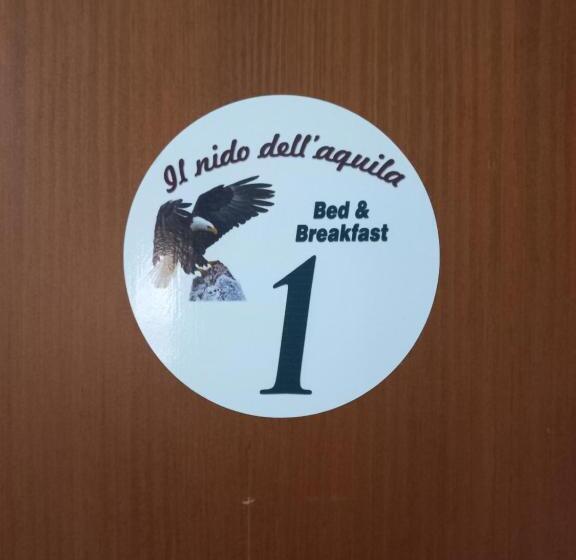 Il nido dell'aquila
Bed &
Breakfast
1